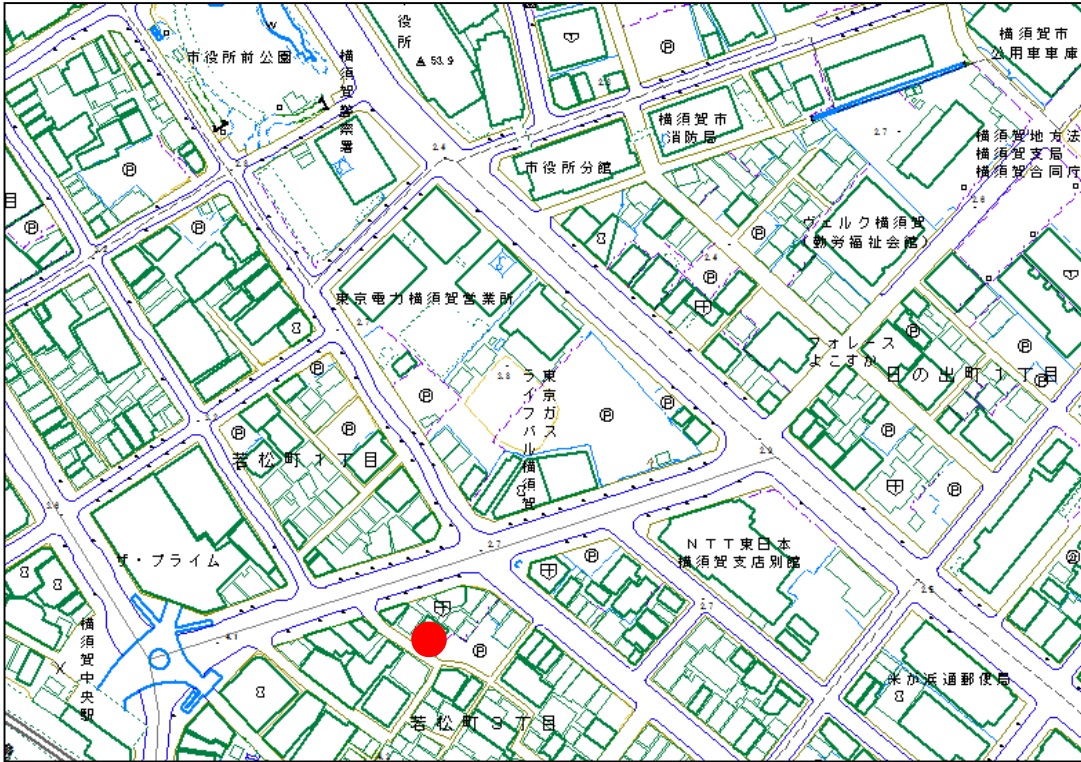 市役所前公園
横須賀警察署
役所
53.9
横須賀市
消防局
市役所分館
横須賀市
公用車車庫
横須賀地方法
横須賀支局
横須賀合同庁
ヴェルク横須賀
(勤労福祉会館)
東京電力横須賀営業所
フォレース
よこすか
日の出町1丁目
東京ガス
ライフバル横須賀
若松町1丁目
ザ・プライム
NTT東日本
横須賀支店別館
横須賀中央駅
若松町3丁目
米が浜通郵便局